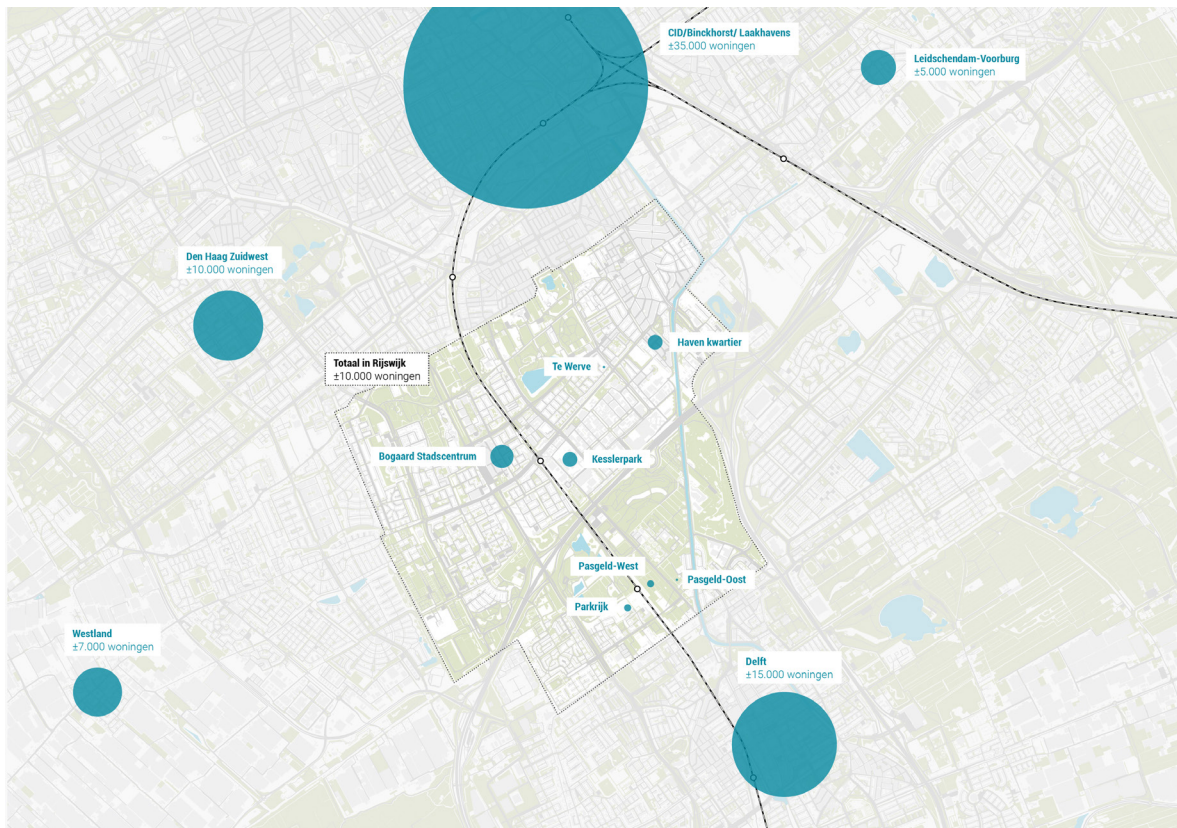 CID/Binckhorst/ Laakhavens
±35.000 woningen
Leidschendam-Voorburg
±5.000 woningen
Den Haag Zuidwest
±10.000 woningen
Haven kwartier
Totaal in Rijswijk
±10.000 woningen
Te Werve
Bogaard Stadscentrum
Kesslerpark
Pasgeld-West
Pasgeld-Oost
Parkrijk
Westland
±7.000 woningen
Delft
±15.000 woningen